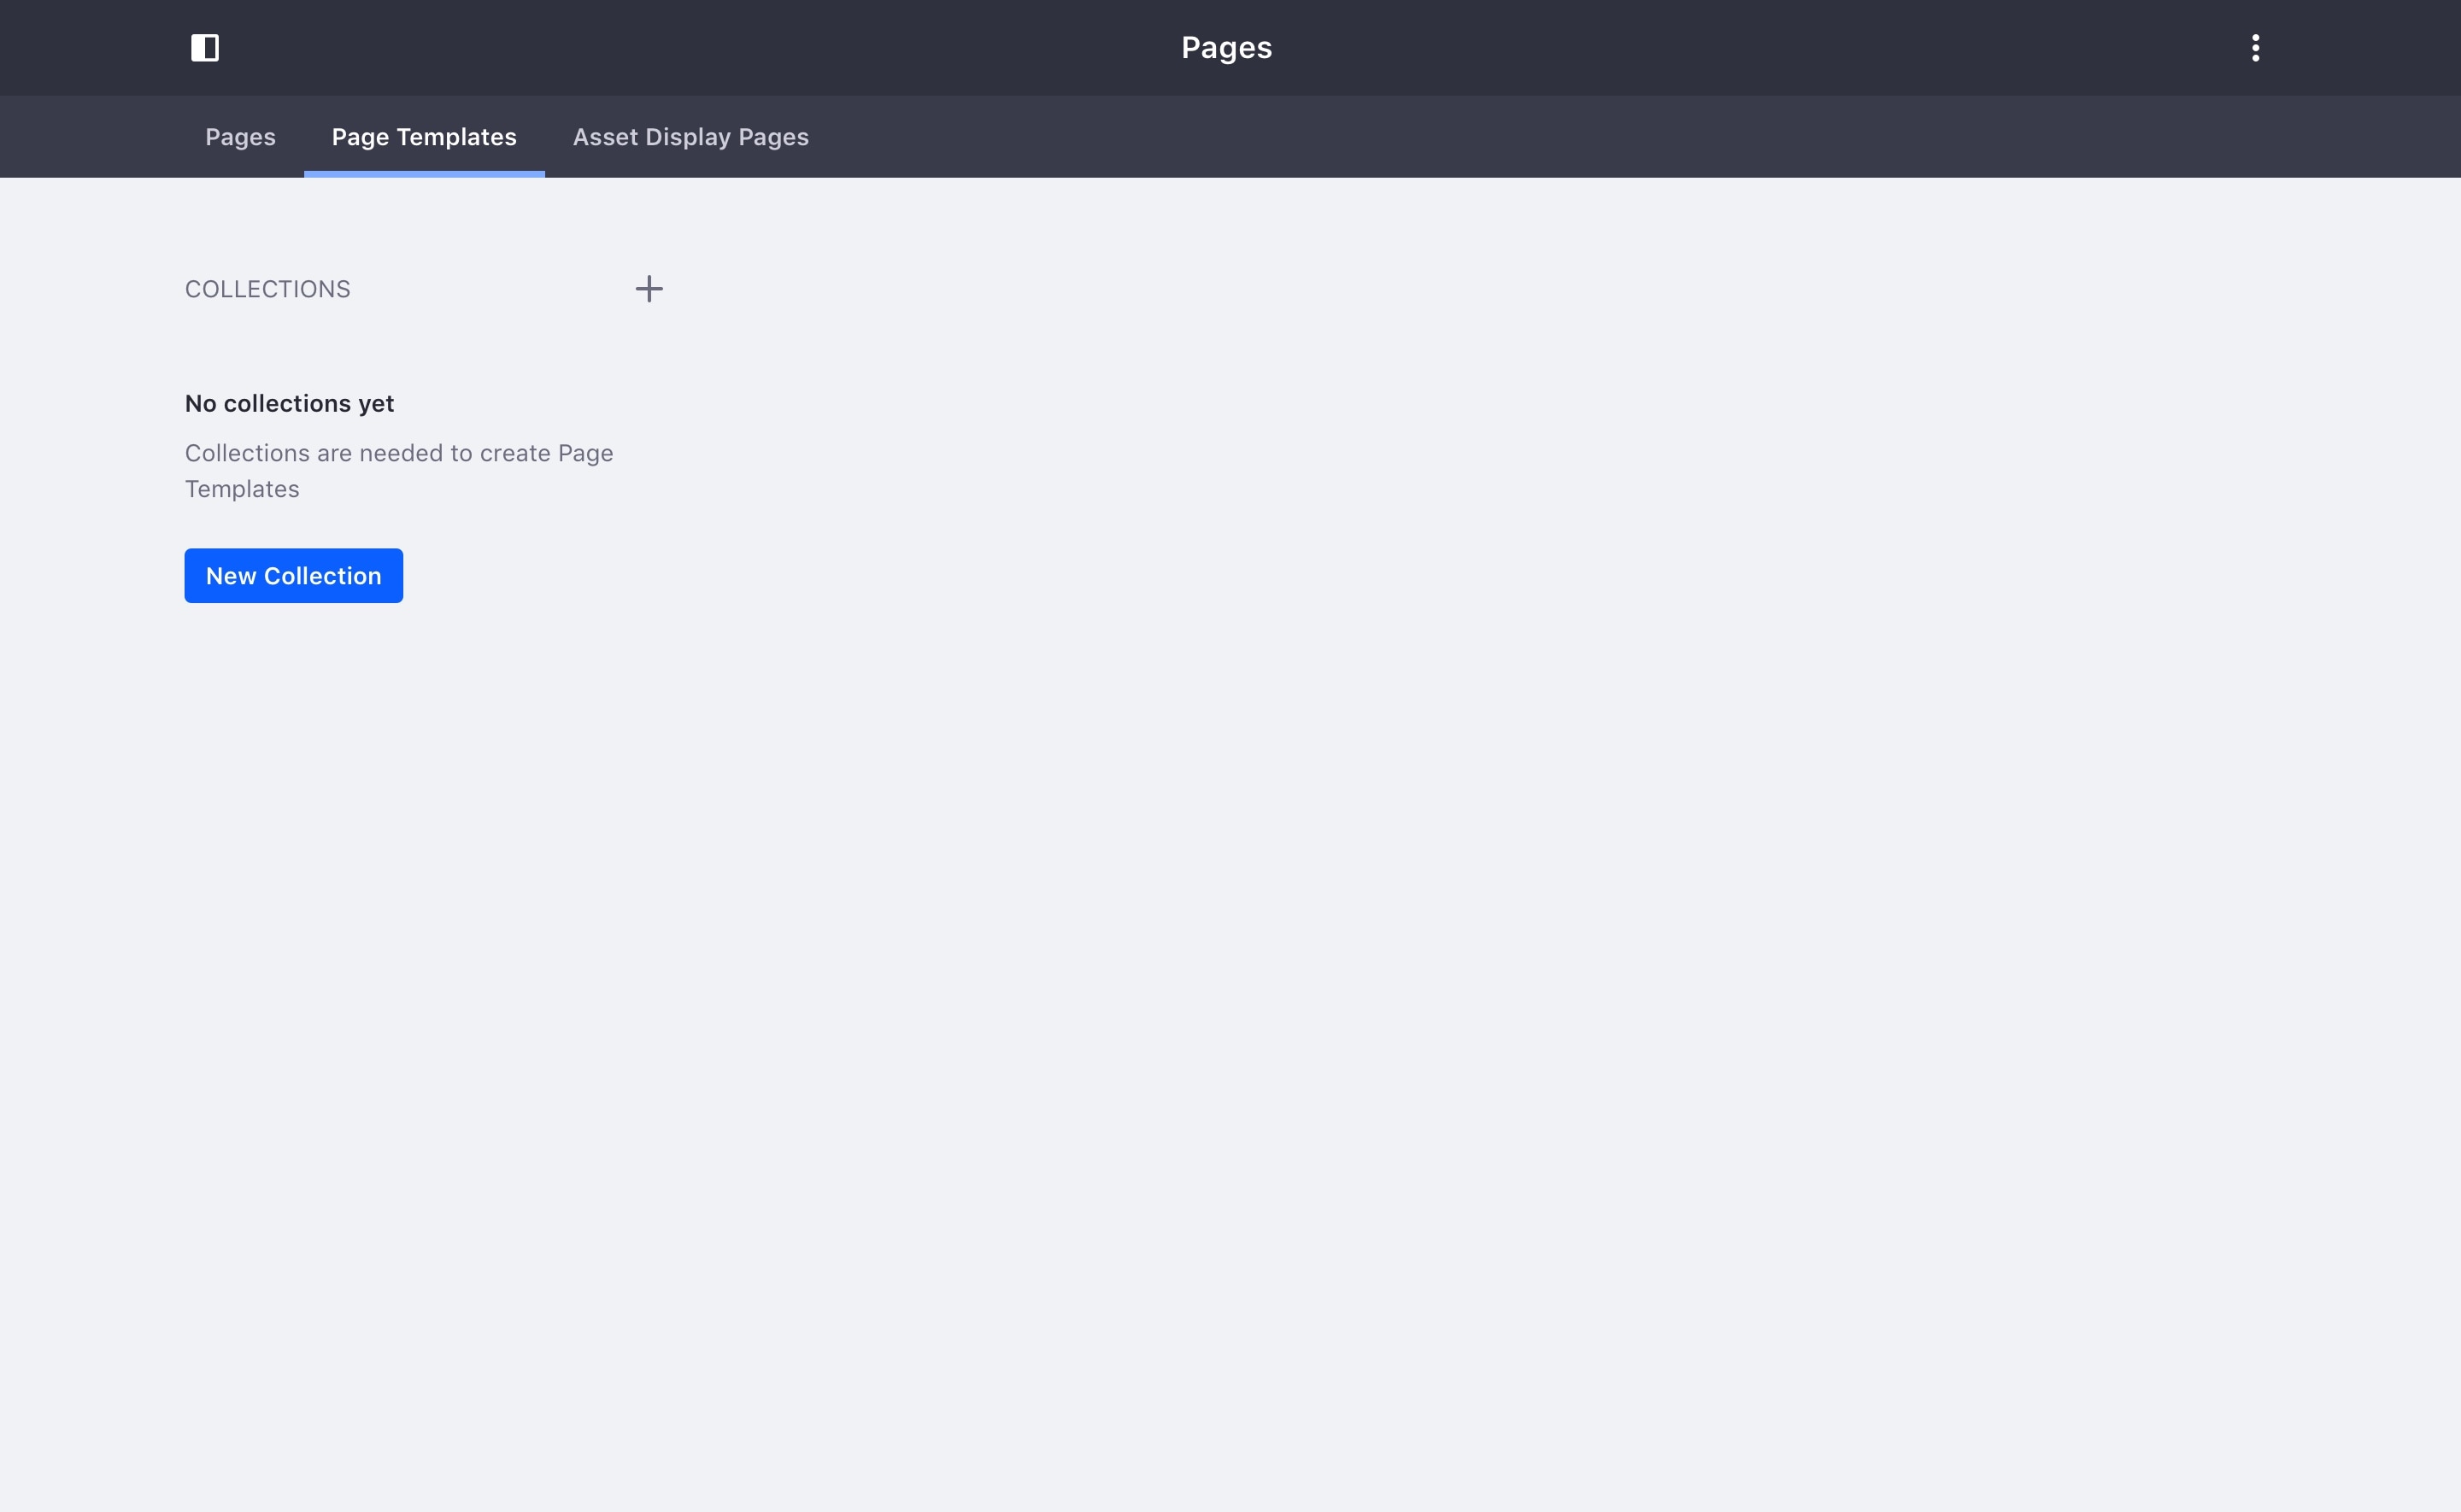 Pages
Pages
Page Templates
Asset Display Pages
COLLECTIONS
No collections yet
Collections are needed to create Page
Templates
New Collection